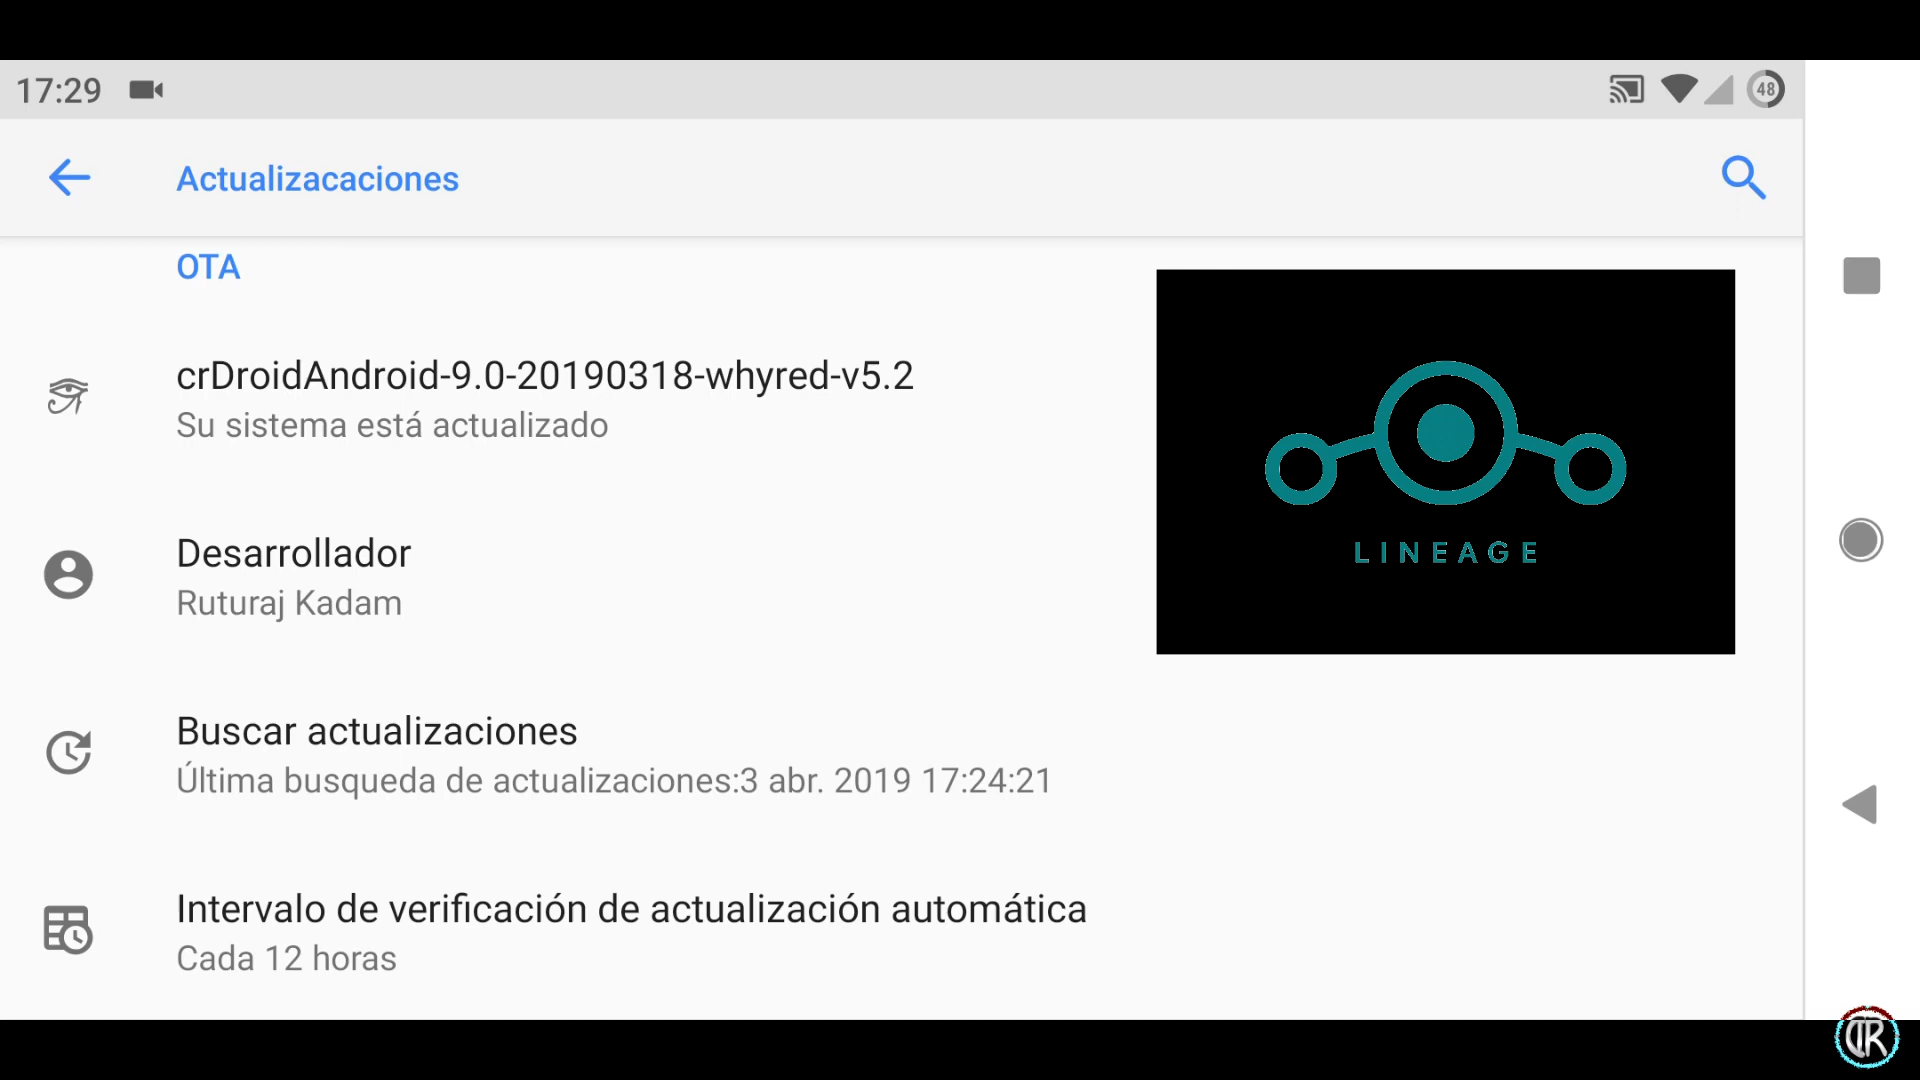 17:29
48
Actualizacaciones
OTA
crDroidAndroid-9.0-20190318-whyred-v5.2
Su sistema está actualizado
LINEAGE
Desarrollador
Ruturaj Kadam
Buscar actualizaciones
Última busqueda de actualizaciones:3 abr. 2019 17:24:21
Intervalo de verificación de actualización automática
Cada 12 horas